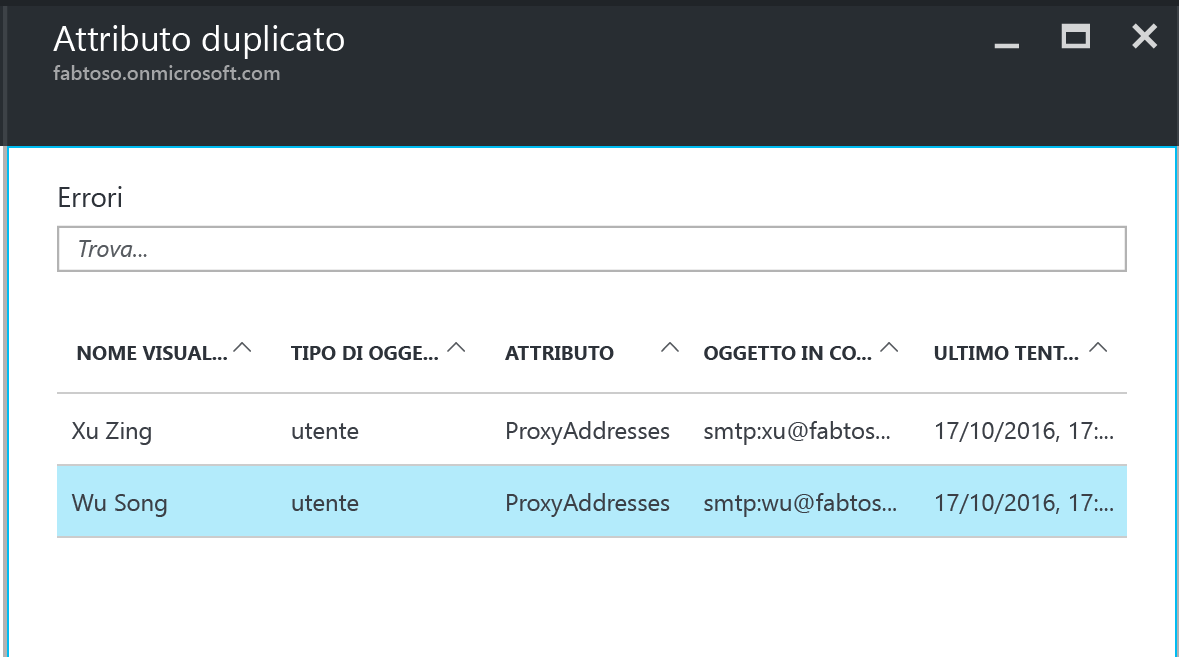 Attributo duplicato
fabtoso.onmicrosoft.com
Errori
Trova...
NOME VISUAL... TIPO DI OGGE... ATTRIBUTO OGGETTO IN CO... ULTIMO TENT...
Xu Zing utente ProxyAddresses smtp:xu@fabtos... 17/10/2016, 17:...
Wu Song utente ProxyAddresses smtp:wu@fabtos... 17/10/2016, 17:...